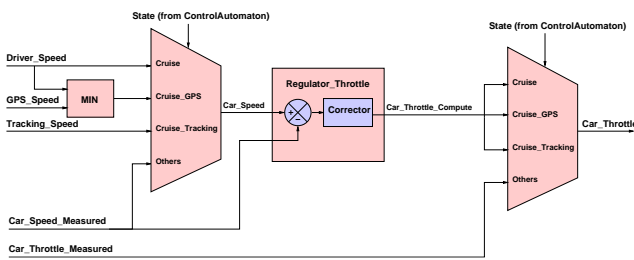 State (from ControlAutomaton)
State (from ControlAutomaton)
Driver_Speed
Cruise
MIN
GPS_Speed
Cruise_GPS
Tracking_Speed
Cruise_Tracking
Others
Car_Speed
Regulator_Throttle
+
−
Corrector
Car_Throttle_Compute
Cruise
Cruise_GPS
Cruise_Tracking
Others
Car_Throttle
Car_Speed_Measured
Car_Throttle_Measured